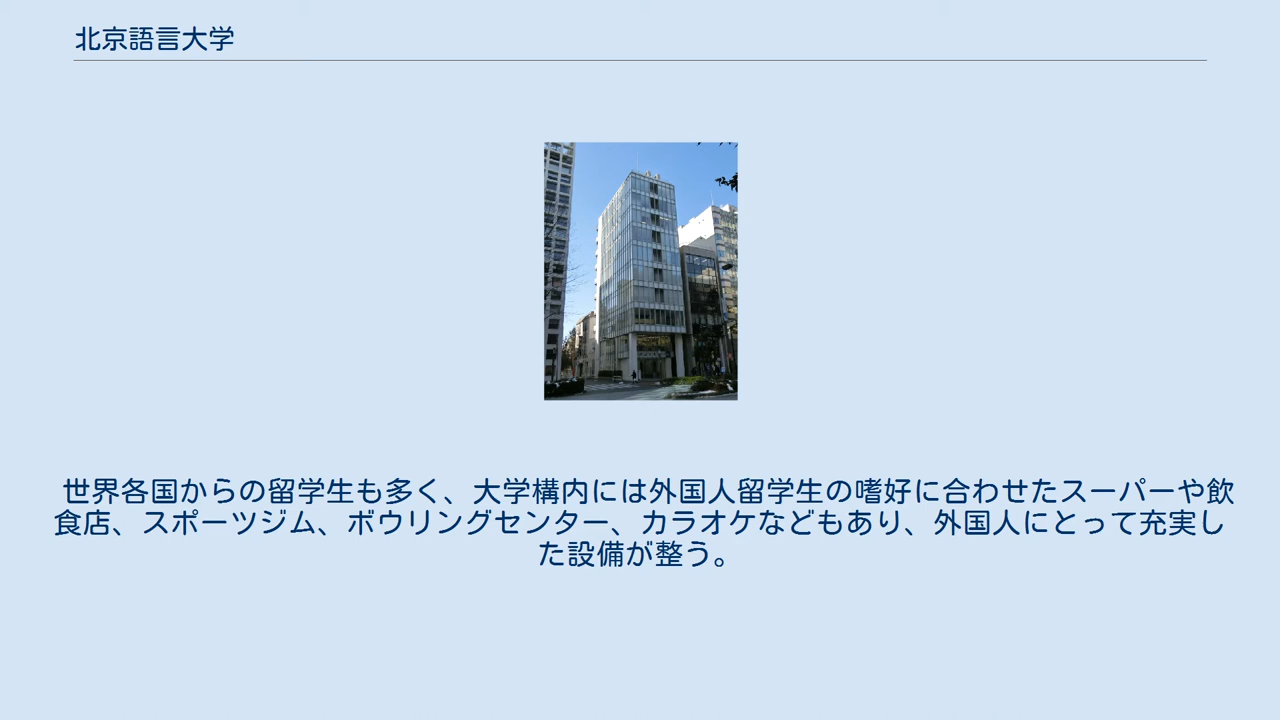 北京語言大学
世界各国からの留学生も多く、大学構内には外国人留学生の嗜好に合わせたスーパーや飲
食店、スポーツジム、ボウリングセンター、カラオケなどもあり、外国人にとって充実し
た設備が整う。